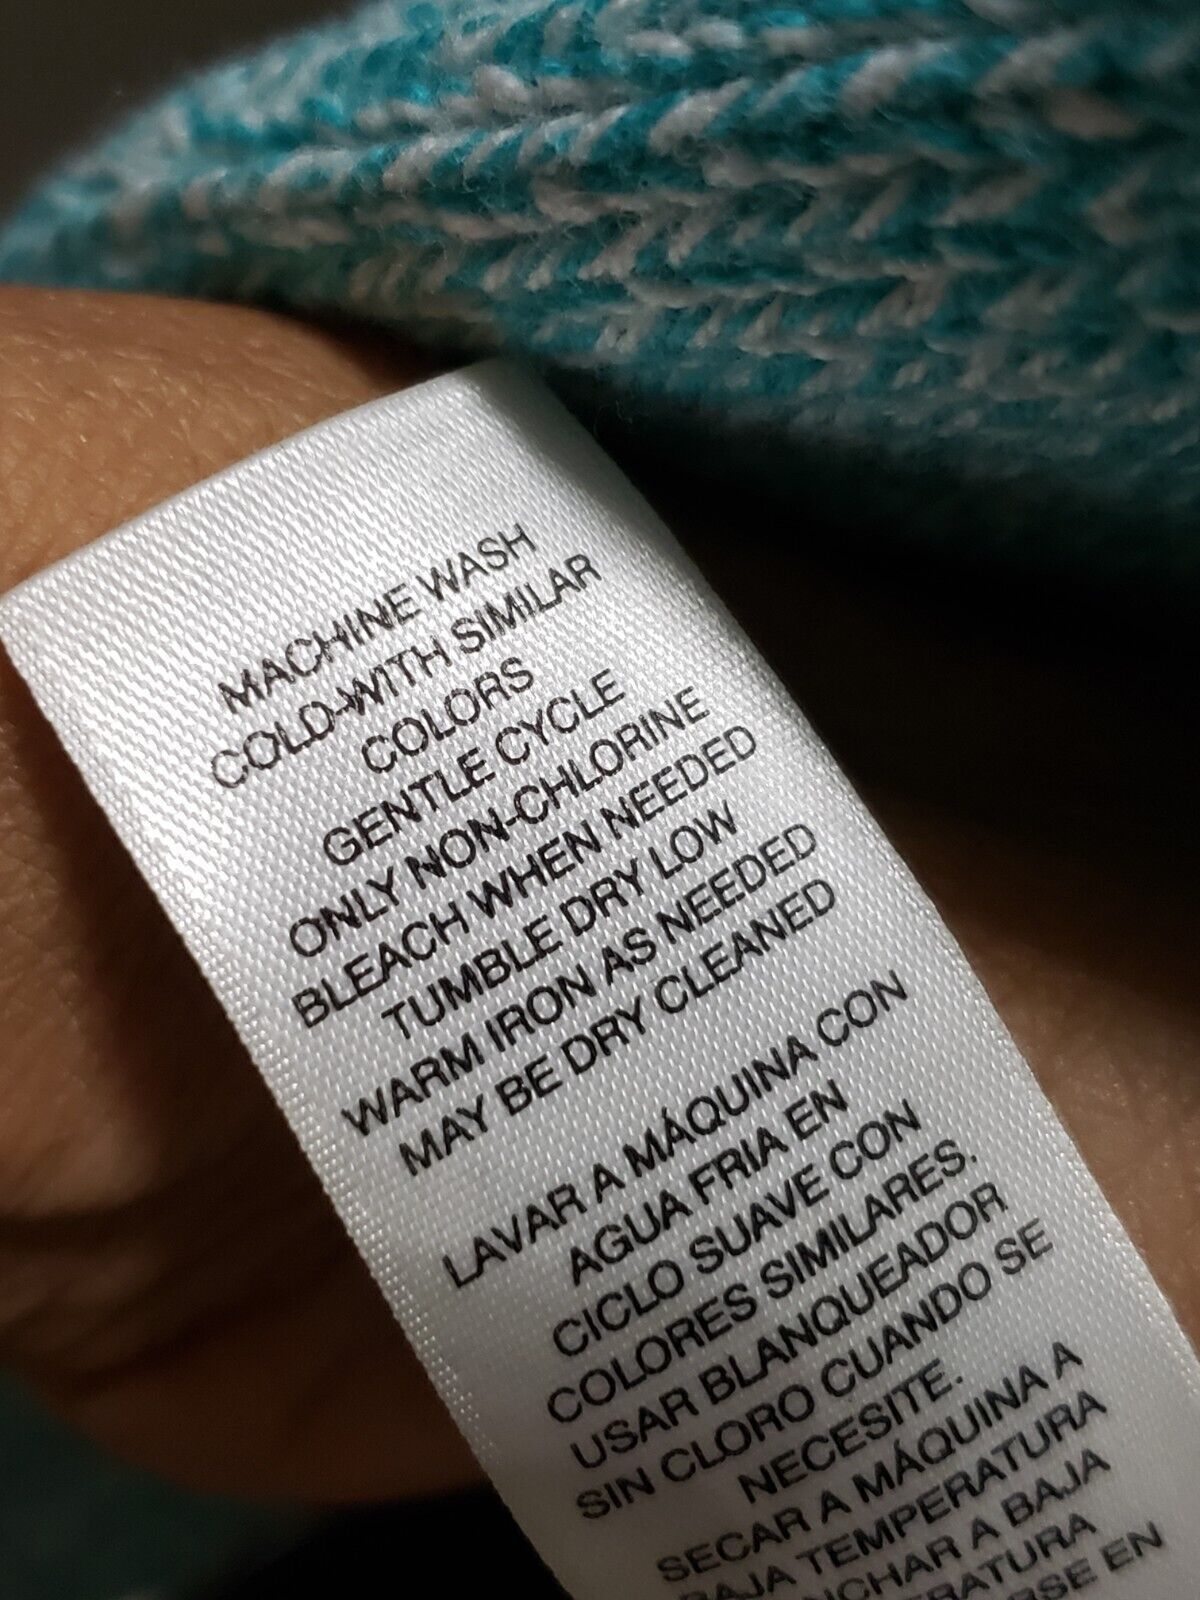 MACHINE WASH
COLD-WITH SIMILAR
COLORS
GENTLE CYCLE
ONLY NON-CHLORINE
BLEACH WHEN NEEDED
TUMBLE DRY LOW
WARM IRON AS NEEDED
MAY BE DRY CLEANED
LAVAR A MÁQUINA CON
AGUA FRIA EN
CICLO SUAVE CON
COLORES SIMILARES.
USAR BLANQUEADOR
SIN CLORO CUANDO SE
NECESITE.
SECAR A MÁQUINA A
BAJA TEMPERATURA
A BAJA
EN